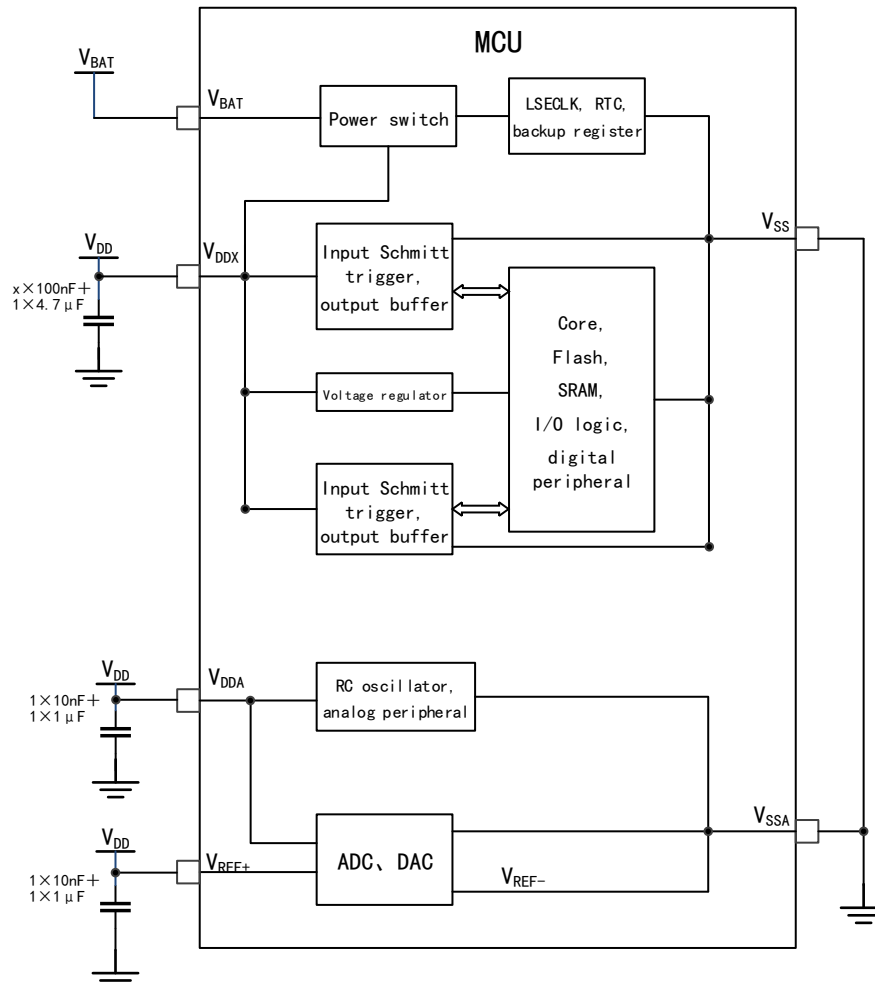 MCU
VBAT
VBAT
Power switch
LSECLK, RTC,
backup register
VDD
VDDX
x×100nF+
1×4.7μF
Input Schmitt
trigger,
output buffer
VSS
Core,
Flash,
SRAM,
I/O logic,
digital
peripheral
Voltage regulator
Input Schmitt
trigger,
output buffer
VDD
VDDA
1×10nF+
1×1μF
RC oscillator,
analog peripheral
VDD
VREF+
1×10nF+
1×1μF
ADC、DAC
VREF-
VSSA